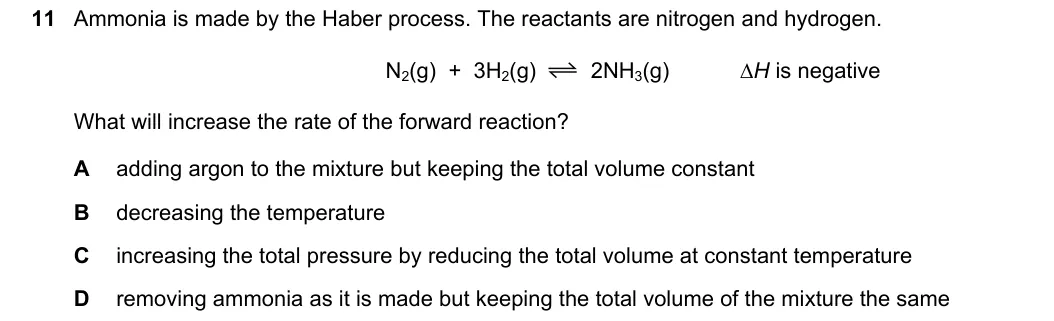 11 Ammonia is made by the Haber process. The reactants are nitrogen and hydrogen.
N₂(g) + 3H₂(g) ⇌ 2NH₃(g) ΔH is negative
What will increase the rate of the forward reaction?
A adding argon to the mixture but keeping the total volume constant
B decreasing the temperature
C increasing the total pressure by reducing the total volume at constant temperature
D removing ammonia as it is made but keeping the total volume of the mixture the same